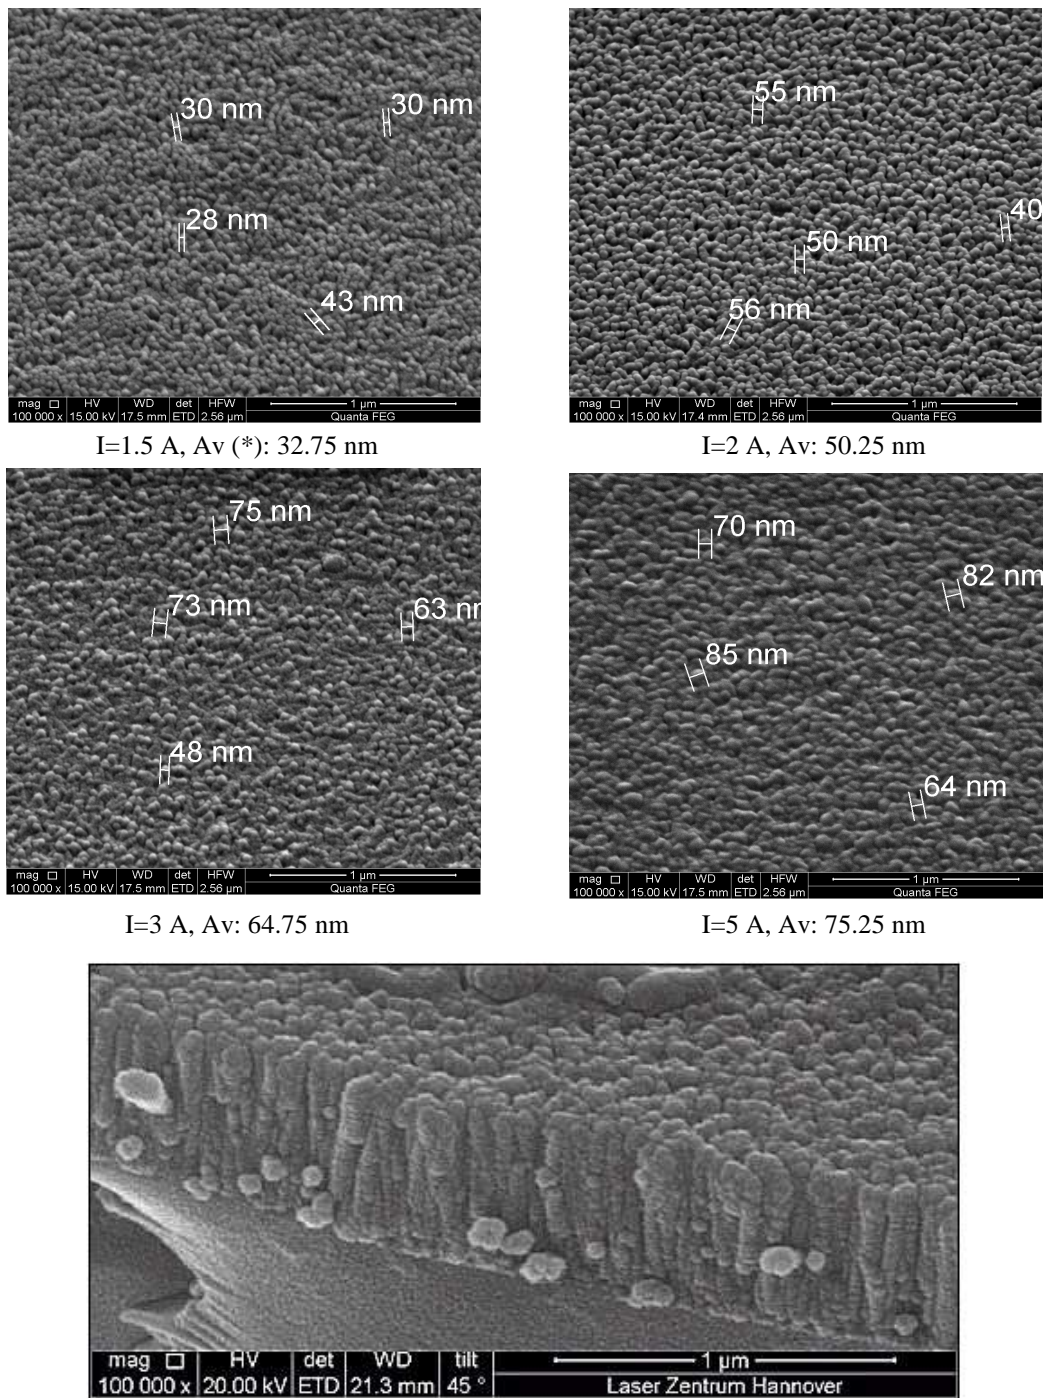 30 nm
30 nm
28 nm
43 nm
mag HV WD det HFW 1 µm
100 000 x 15.00 kV 17.5 mm ETD 2.56 µm Quanta FEG
I=1.5 A, Av (*): 32.75 nm
55 nm
40
50 nm
56 nm
mag HV WD det HFW 1 µm
100 000 x 15.00 kV 17.4 mm ETD 2.56 µm Quanta FEG
I=2 A, Av: 50.25 nm
75 nm
73 nm
63 nm
48 nm
mag HV WD det HFW 1 µm
100 000 x 15.00 kV 17.5 mm ETD 2.56 µm Quanta FEG
I=3 A, Av: 64.75 nm
70 nm
82 nm
85 nm
64 nm
mag HV WD det HFW 1 µm
100 000 x 15.00 kV 17.5 mm ETD 2.56 µm Quanta FEG
I=5 A, Av: 75.25 nm
mag HV det WD tilt 1 µm
100 000 x 20.00 kV ETD 21.3 mm 45 ° Laser Zentrum Hannover